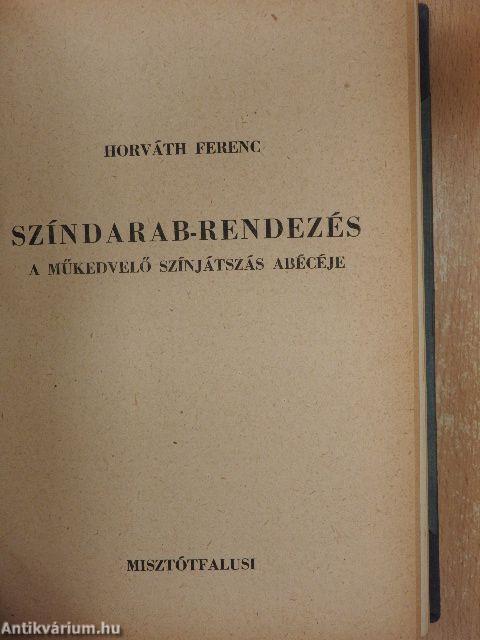 HORVÁTH FERENC
SZÍNDARAB-RENDEZÉS
A MŰKEDVELŐ SZÍNJÁTSZÁS ABÉCÉJE
MISZTÓTFALUSI
Antikvárium.hu